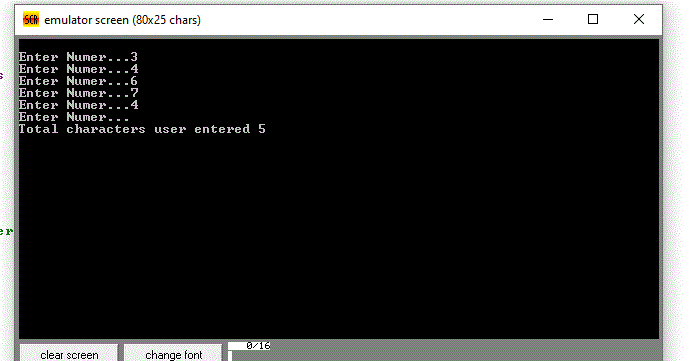 emulator screen (80x25 chars)
Enter Numer...3
Enter Numer...4
Enter Numer...6
Enter Numer...7
Enter Numer...4
Enter Numer...
Total characters user entered 5
s
er
0/16
clear screen
change font